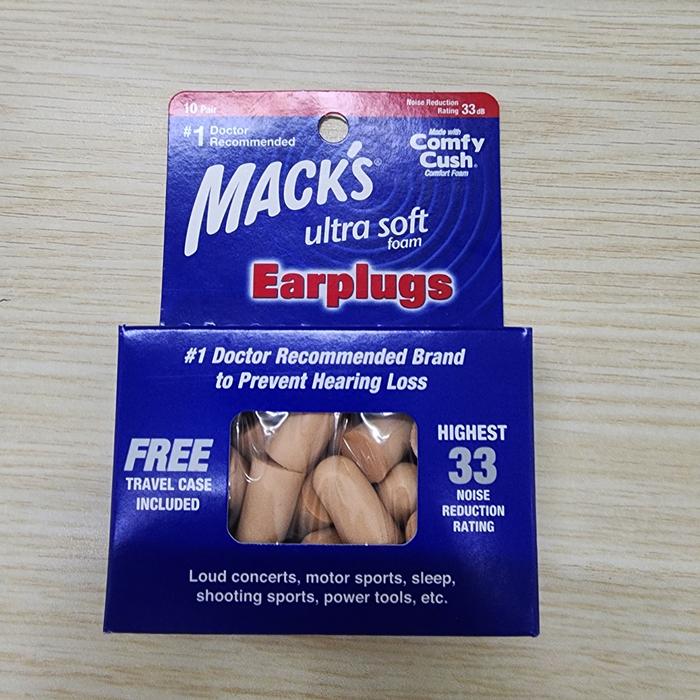 10 Pair
Noise Reduction
Rating 33 dB
#1 Doctor
Recommended
Made with
Comfy
Cush®
Comfort Foam
MACK'S®
ultra soft
foam
Earplugs
#1 Doctor Recommended Brand
to Prevent Hearing Loss
FREE
TRAVEL CASE
INCLUDED
HIGHEST
33
NOISE
REDUCTION
RATING
Loud concerts, motor sports, sleep,
shooting sports, power tools, etc.